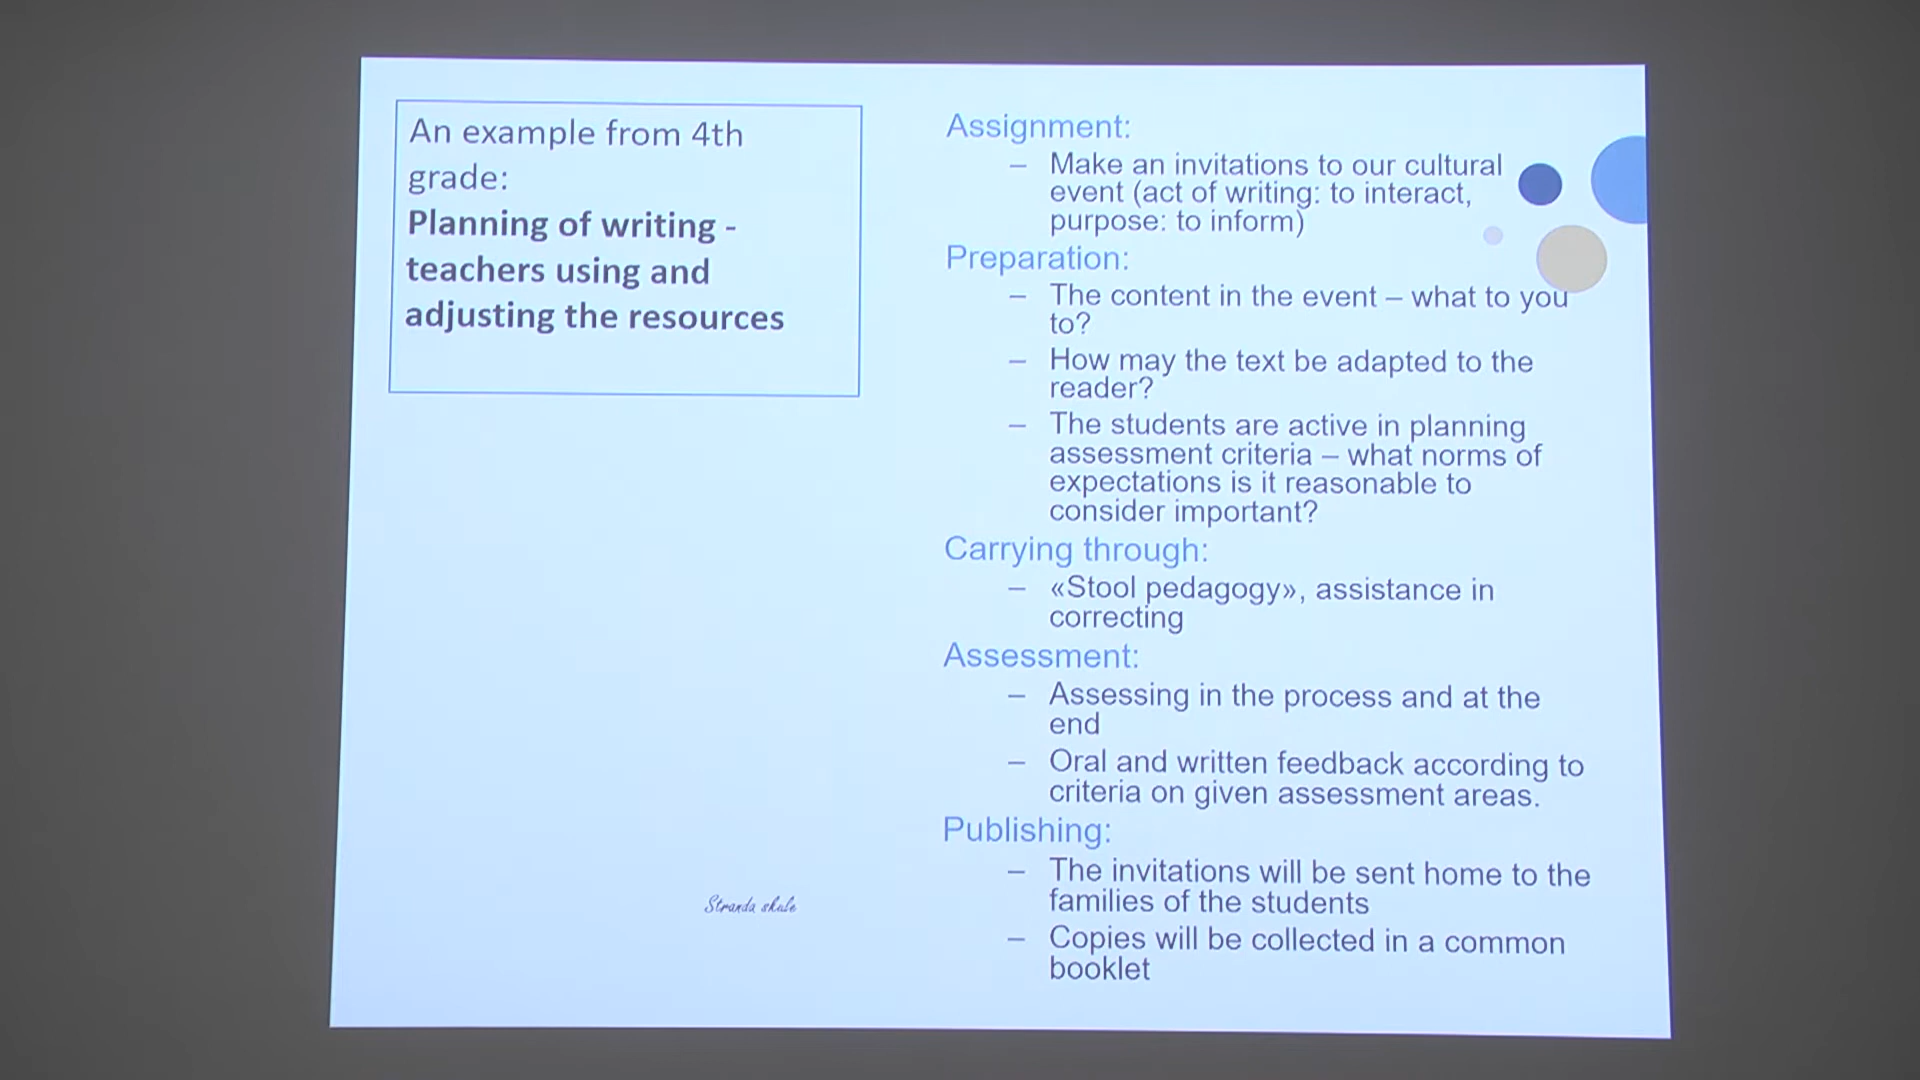 An example from 4th
grade:
Planning of writing -
teachers using and
adjusting the resources
Stranda skule
Assignment:
– Make an invitations to our cultural
event (act of writing: to interact,
purpose: to inform)
Preparation:
– The content in the event – what to you
to?
– How may the text be adapted to the
reader?
– The students are active in planning
assessment criteria – what norms of
expectations is it reasonable to
consider important?
Carrying through:
– «Stool pedagogy», assistance in
correcting
Assessment:
– Assessing in the process and at the
end
– Oral and written feedback according to
criteria on given assessment areas.
Publishing:
– The invitations will be sent home to the
families of the students
– Copies will be collected in a common
booklet